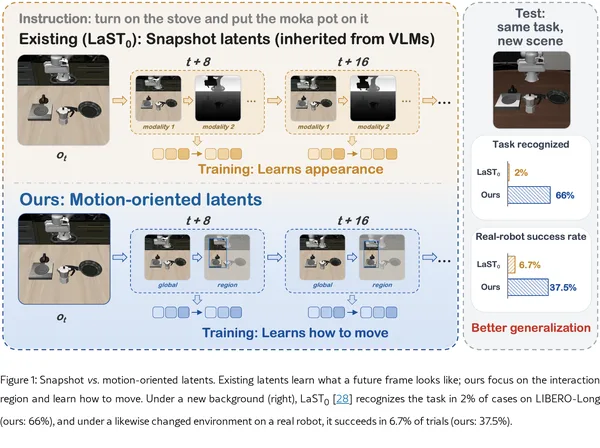 Instruction: turn on the stove and put the moka pot on it
Existing (LaST₀): Snapshot latents (inherited from VLMs)
t + 8
t + 16
modality 1
modality 2
...
modality 1
modality 2
...
...
oₜ
Training: Learns appearance
Ours: Motion-oriented latents
t + 8
t + 16
global
region
global
region
...
oₜ
Training: Learns how to move
Test:
same task,
new scene
Task recognized
LaST₀
2%
Ours
66%
Real-robot success rate
LaST₀
6.7%
Ours
37.5%
Better generalization
Figure 1: Snapshot vs. motion-oriented latents. Existing latents learn what a future frame looks like; ours focus on the interaction
region and learn how to move. Under a new background (right), LaST₀ [28] recognizes the task in 2% of cases on LIBERO-Long
(ours: 66%), and under a likewise changed environment on a real robot, it succeeds in 6.7% of trials (ours: 37.5%).